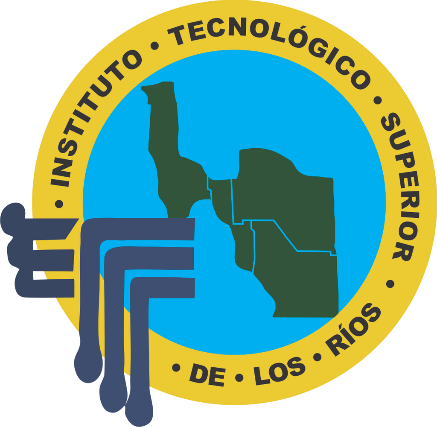 • INSTITUTO • TECNOLÓGICO • SUPERIOR •
• DE • LOS • RÍOS •